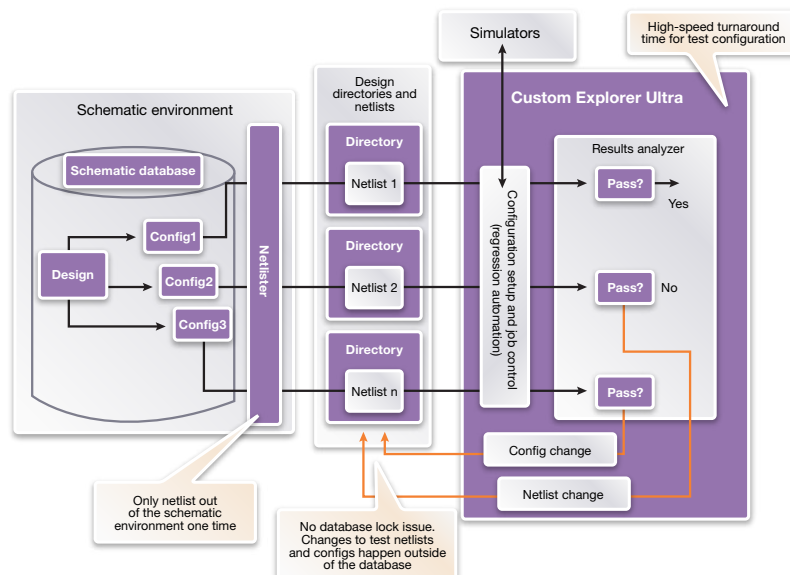 High-speed turnaround
time for test configuration
Simulators
Schematic environment
Design
directories and
netlists
Custom Explorer Ultra
Schematic database
Directory
Netlist 1
Results analyzer
Pass?
Yes
Config1
Design
Config2
Config3
Netlister
Directory
Netlist 2
Configuration setup and job control
(regression automation)
Pass?
No
Directory
Netlist n
Pass?
Config change
Netlist change
Only netlist out
of the schematic
environment one time
No database lock issue.
Changes to test netlists
and configs happen outside
of the database